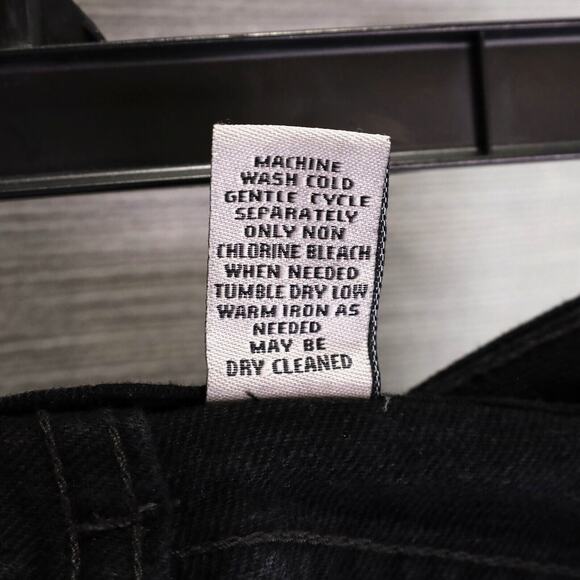 MACHINE
WASH COLD
GENTLE CYCLE
SEPARATELY
ONLY NON
CHLORINE BLEACH
WHEN NEEDED
TUMBLE DRY LOW
WARM IRON AS
NEEDED
MAY BE
DRY CLEANED